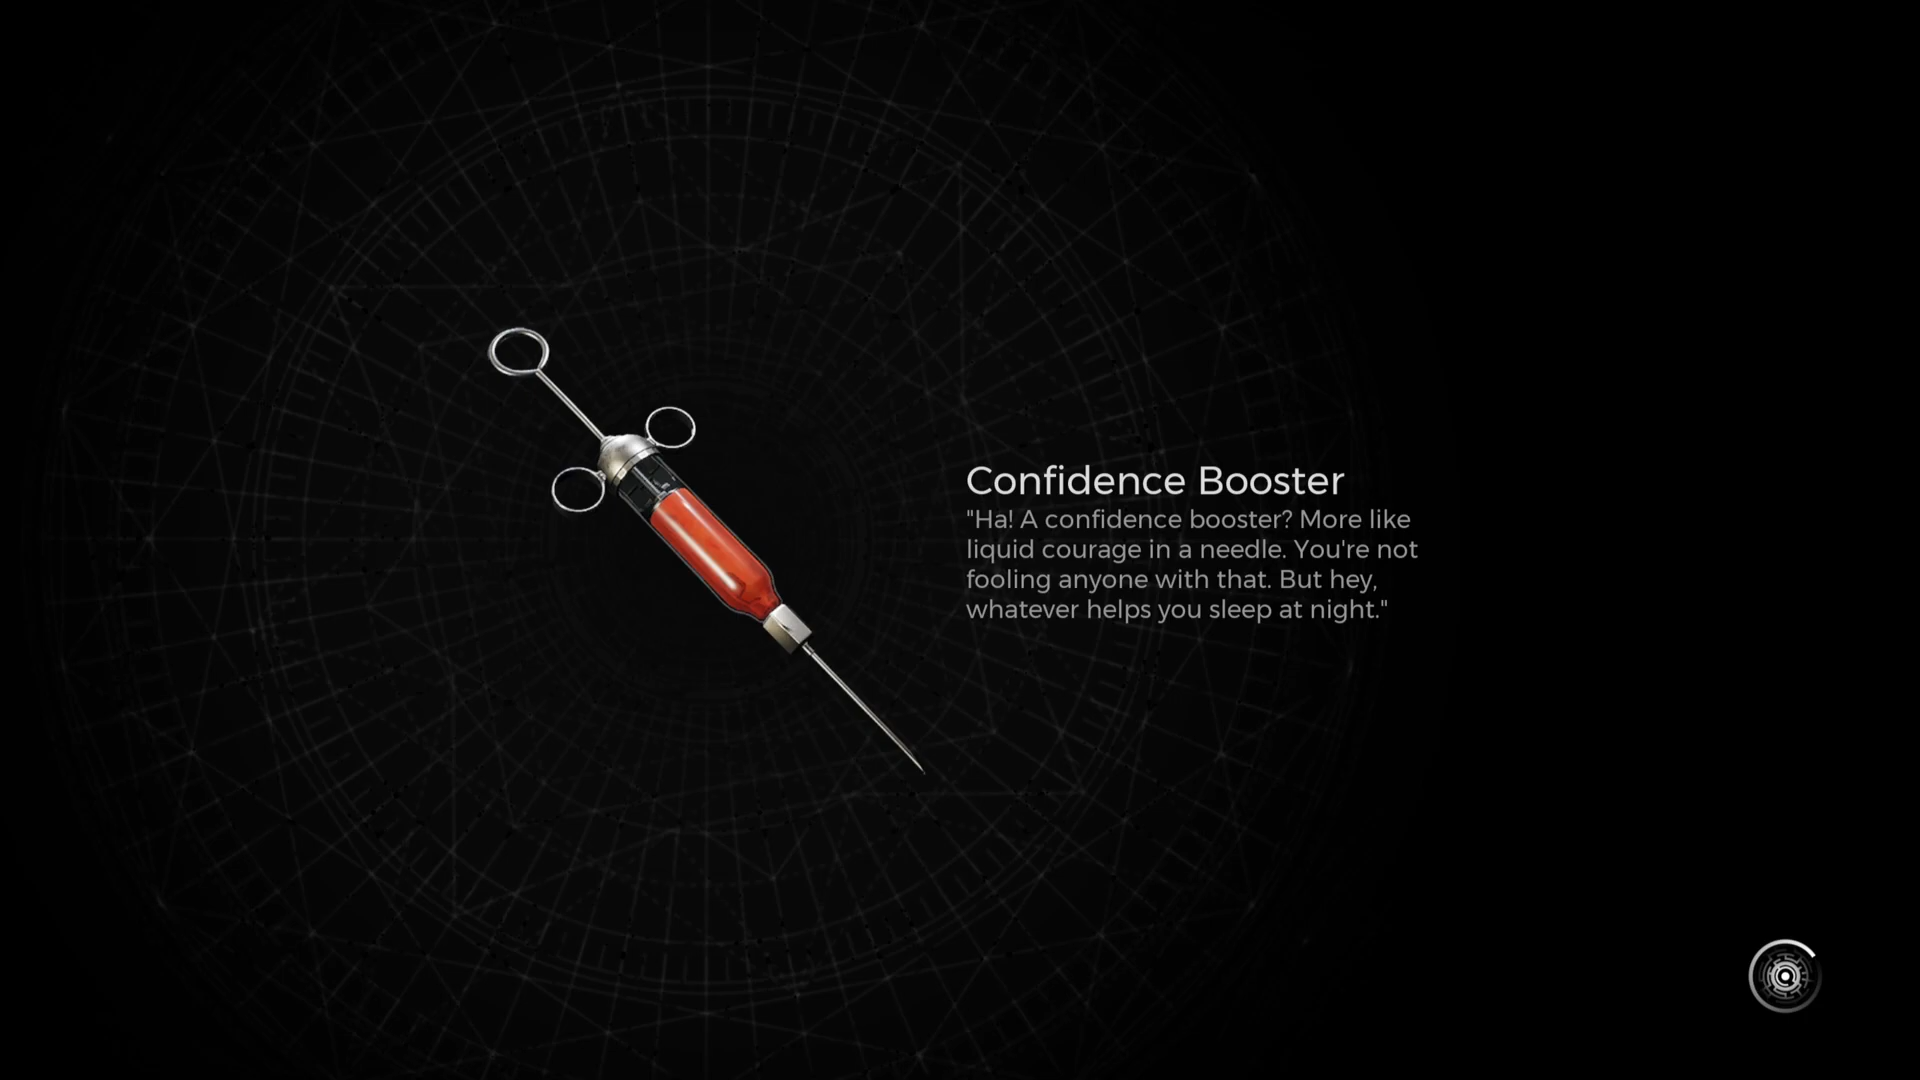 Confidence Booster
"Ha! A confidence booster? More like
liquid courage in a needle. You're not
fooling anyone with that. But hey,
whatever helps you sleep at night."